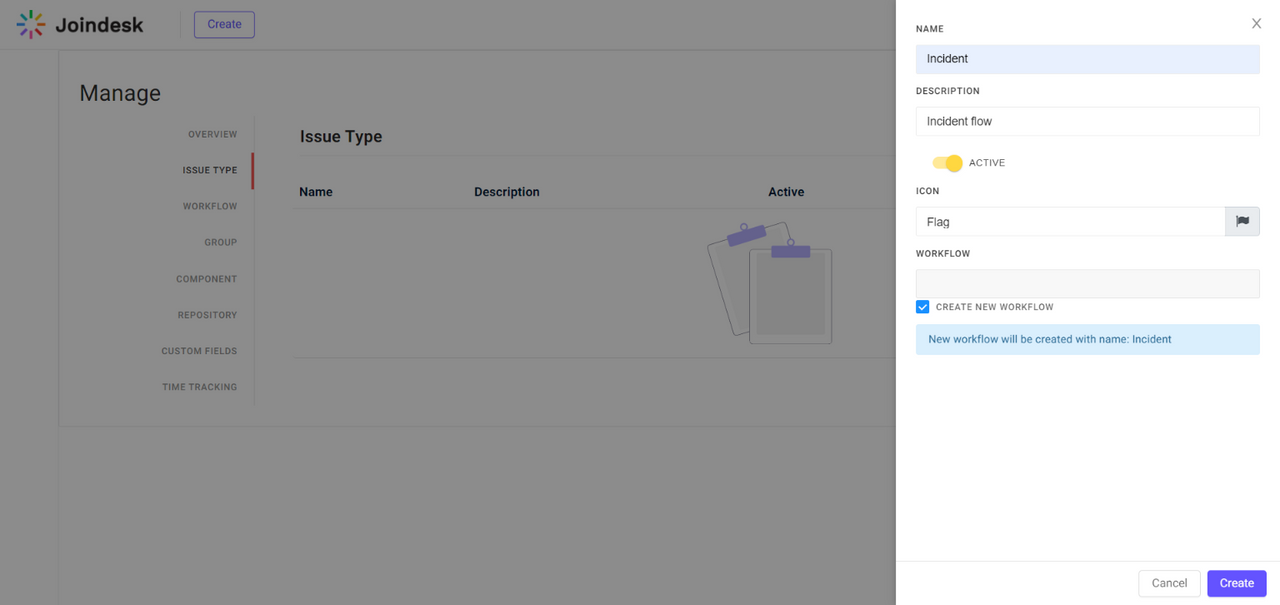 Joindesk
Create
Manage
OVERVIEW
ISSUE TYPE
WORKFLOW
GROUP
COMPONENT
REPOSITORY
CUSTOM FIELDS
TIME TRACKING
Issue Type
Name Description Active
NAME
Incident
DESCRIPTION
Incident flow
ACTIVE
ICON
Flag
WORKFLOW
CREATE NEW WORKFLOW
New workflow will be created with name: Incident
Cancel Create